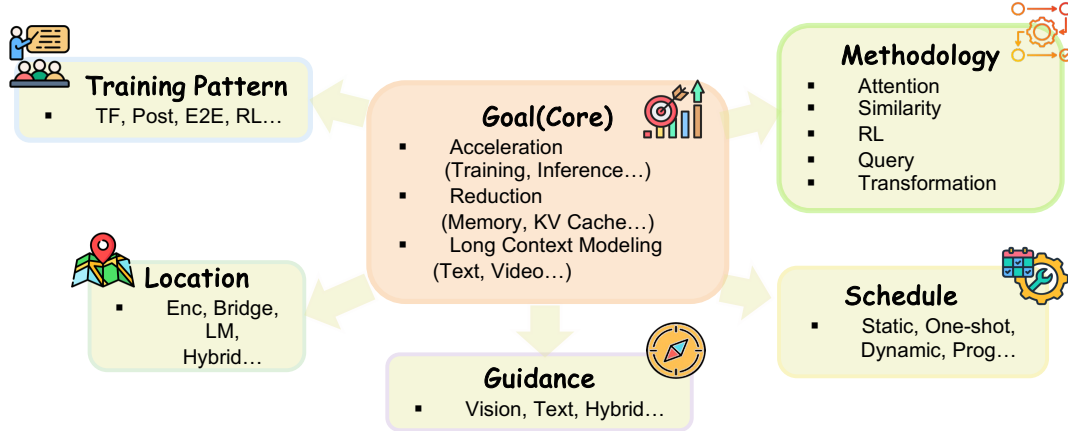 Training Pattern
▪ TF, Post, E2E, RL…
Goal(Core)
▪ Acceleration
(Training, Inference…)
▪ Reduction
(Memory, KV Cache…)
▪ Long Context Modeling
(Text, Video…)
Methodology
▪ Attention
▪ Similarity
▪ RL
▪ Query
▪ Transformation
Location
▪ Enc, Bridge,
LM,
Hybrid…
Guidance
▪ Vision, Text, Hybrid…
Schedule
▪ Static, One-shot,
Dynamic, Prog…